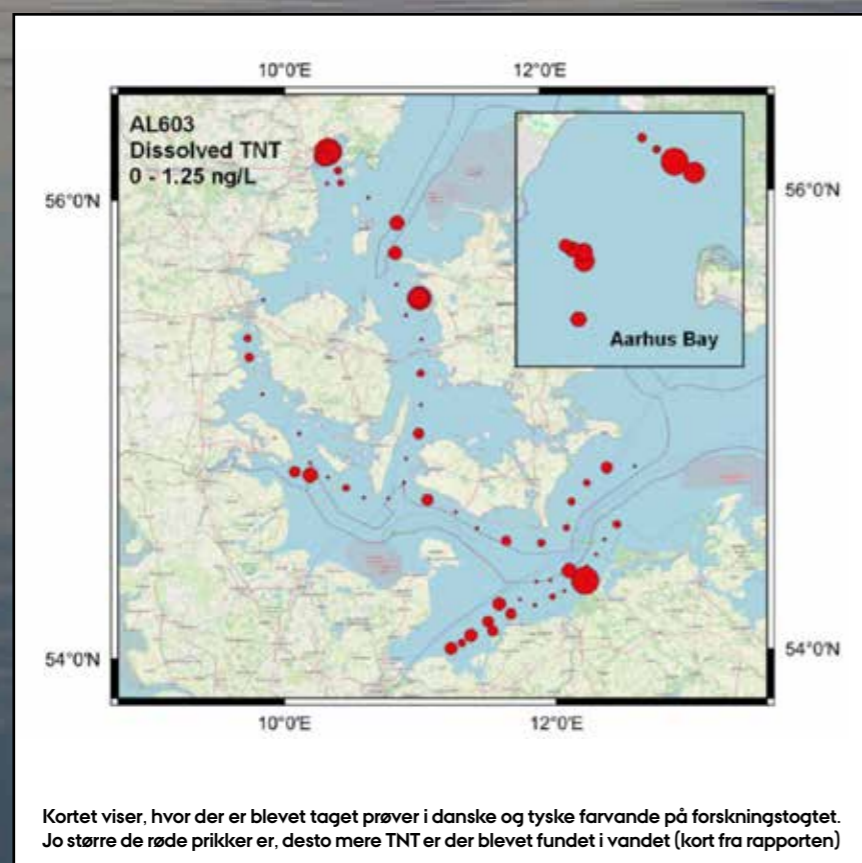 10°0'E 12°0'E
AL603
Dissolved TNT
0 - 1.25 ng/L
56°0'N 56°0'N
Aarhus Bay
54°0'N 54°0'N
10°0'E 12°0'E
Kortet viser, hvor der er blevet taget prøver i danske og tyske farvande på forskningstogtet.
Jo større de røde prikker er, desto mere TNT er der blevet fundet i vandet (kort fra rapporten)